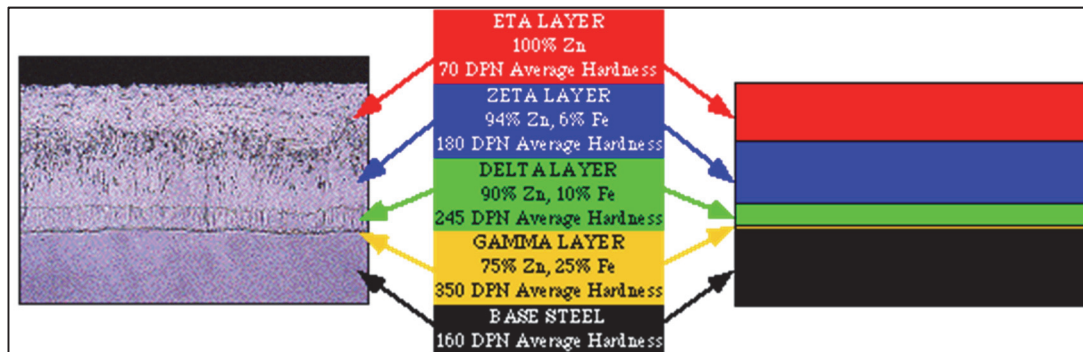 ETA LAYER
100% Zn
70 DPN Average Hardness
ZETA LAYER
94% Zn, 6% Fe
180 DPN Average Hardness
DELTA LAYER
90% Zn, 10% Fe
245 DPN Average Hardness
GAMMA LAYER
75% Zn, 25% Fe
350 DPN Average Hardness
BASE STEEL
160 DPN Average Hardness